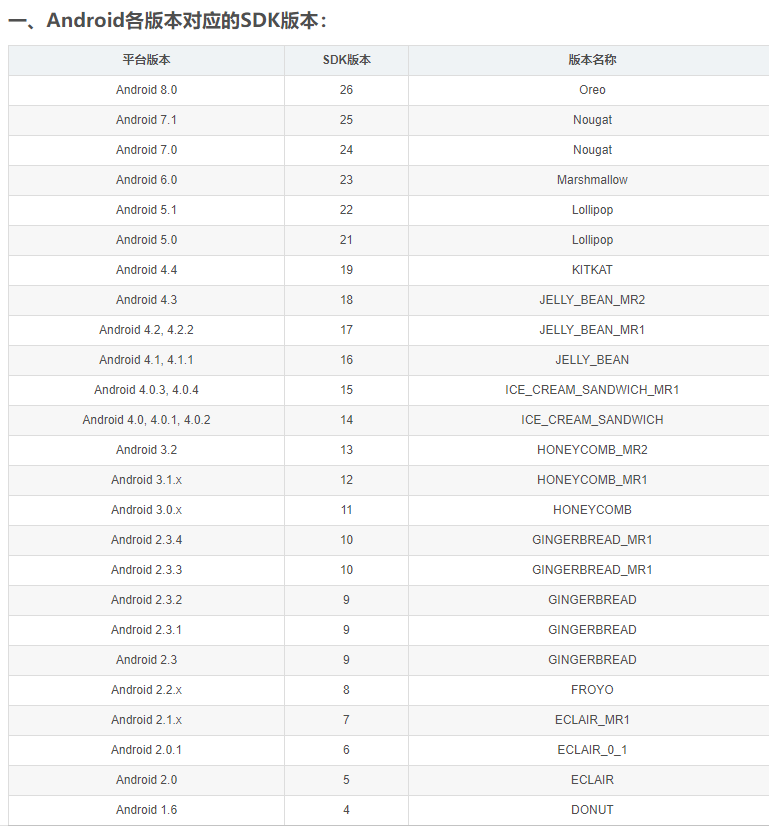 一、Android各版本对应的SDK版本：
平台版本 SDK版本 版本名称
Android 8.0 26 Oreo
Android 7.1 25 Nougat
Android 7.0 24 Nougat
Android 6.0 23 Marshmallow
Android 5.1 22 Lollipop
Android 5.0 21 Lollipop
Android 4.4 19 KITKAT
Android 4.3 18 JELLY_BEAN_MR2
Android 4.2, 4.2.2 17 JELLY_BEAN_MR1
Android 4.1, 4.1.1 16 JELLY_BEAN
Android 4.0.3, 4.0.4 15 ICE_CREAM_SANDWICH_MR1
Android 4.0, 4.0.1, 4.0.2 14 ICE_CREAM_SANDWICH
Android 3.2 13 HONEYCOMB_MR2
Android 3.1.x 12 HONEYCOMB_MR1
Android 3.0.x 11 HONEYCOMB
Android 2.3.4 10 GINGERBREAD_MR1
Android 2.3.3 10 GINGERBREAD_MR1
Android 2.3.2 9 GINGERBREAD
Android 2.3.1 9 GINGERBREAD
Android 2.3 9 GINGERBREAD
Android 2.2.x 8 FROYO
Android 2.1.x 7 ECLAIR_MR1
Android 2.0.1 6 ECLAIR_0_1
Android 2.0 5 ECLAIR
Android 1.6 4 DONUT